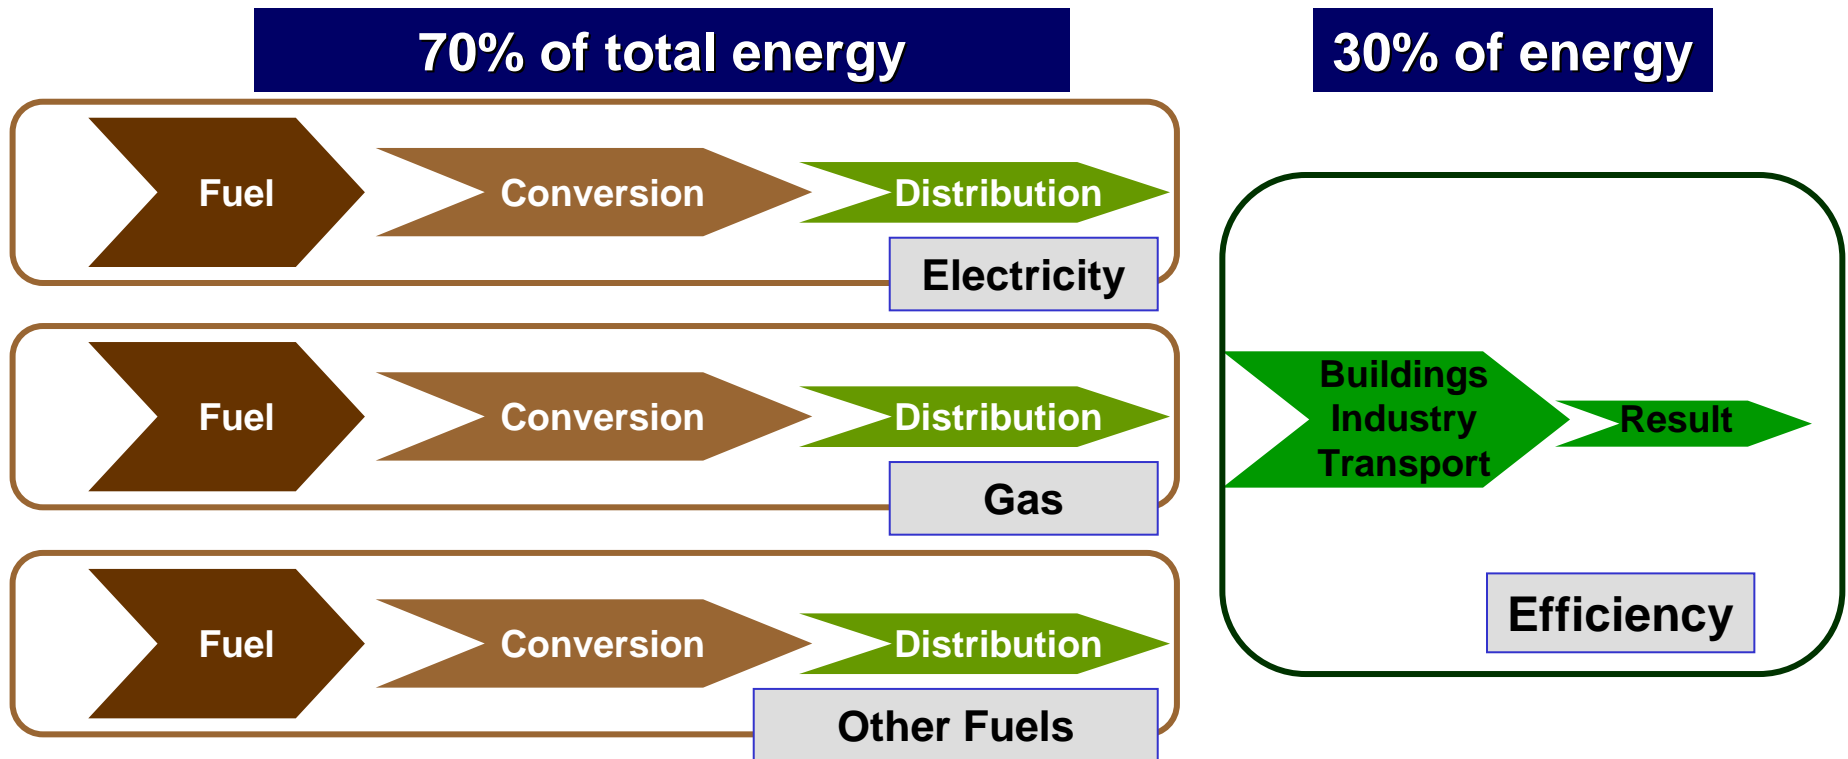 70% of total energy
30% of energy
Fuel
Conversion
Distribution
Electricity
Fuel
Conversion
Distribution
Gas
Fuel
Conversion
Distribution
Other Fuels
Buildings
Industry
Transport
Result
Efficiency